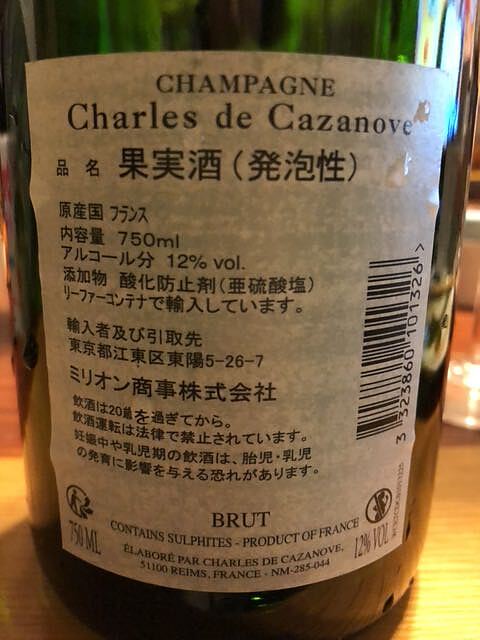 CHAMPAGNE
Charles de Cazanove
品名 果実酒（発泡性）
原産国 フランス
内容量 750ml
アルコール分 12% vol.
添加物 酸化防止剤（亜硫酸塩）
リーファーコンテナで輸入しています。
輸入者及び引取先
東京都江東区東陽5-26-7
ミリオン商事株式会社
飲酒は20歳を過ぎてから。
飲酒運転は法律で禁止されています。
妊娠中や乳児期の飲酒は、胎児・乳児
の発育に影響を与える恐れがあります。
3 323860 101326 >
BRUT
CONTAINS SULPHITES - PRODUCT OF FRANCE
750 ML
12% VOL
ÉLABORÉ PAR CHARLES DE CAZANOVE,
51100 REIMS, FRANCE - NM-285-044